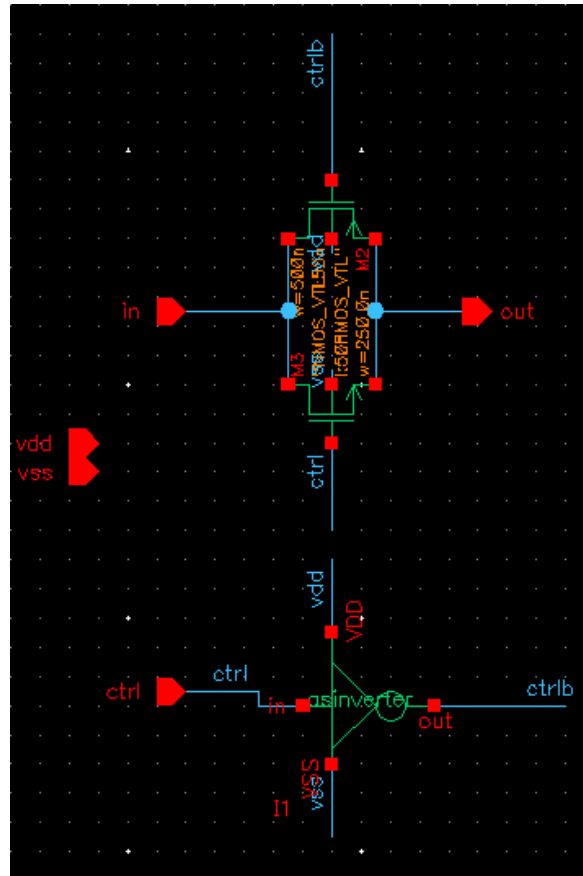 ctrlb
vdd
w=500n
M2
in
out
w=250.0n
M3
vdd
vss
ctrl
vdd
VDD
ctrl
ctrl
ctrlb
in
asinverter
out
VSS
vss
I1